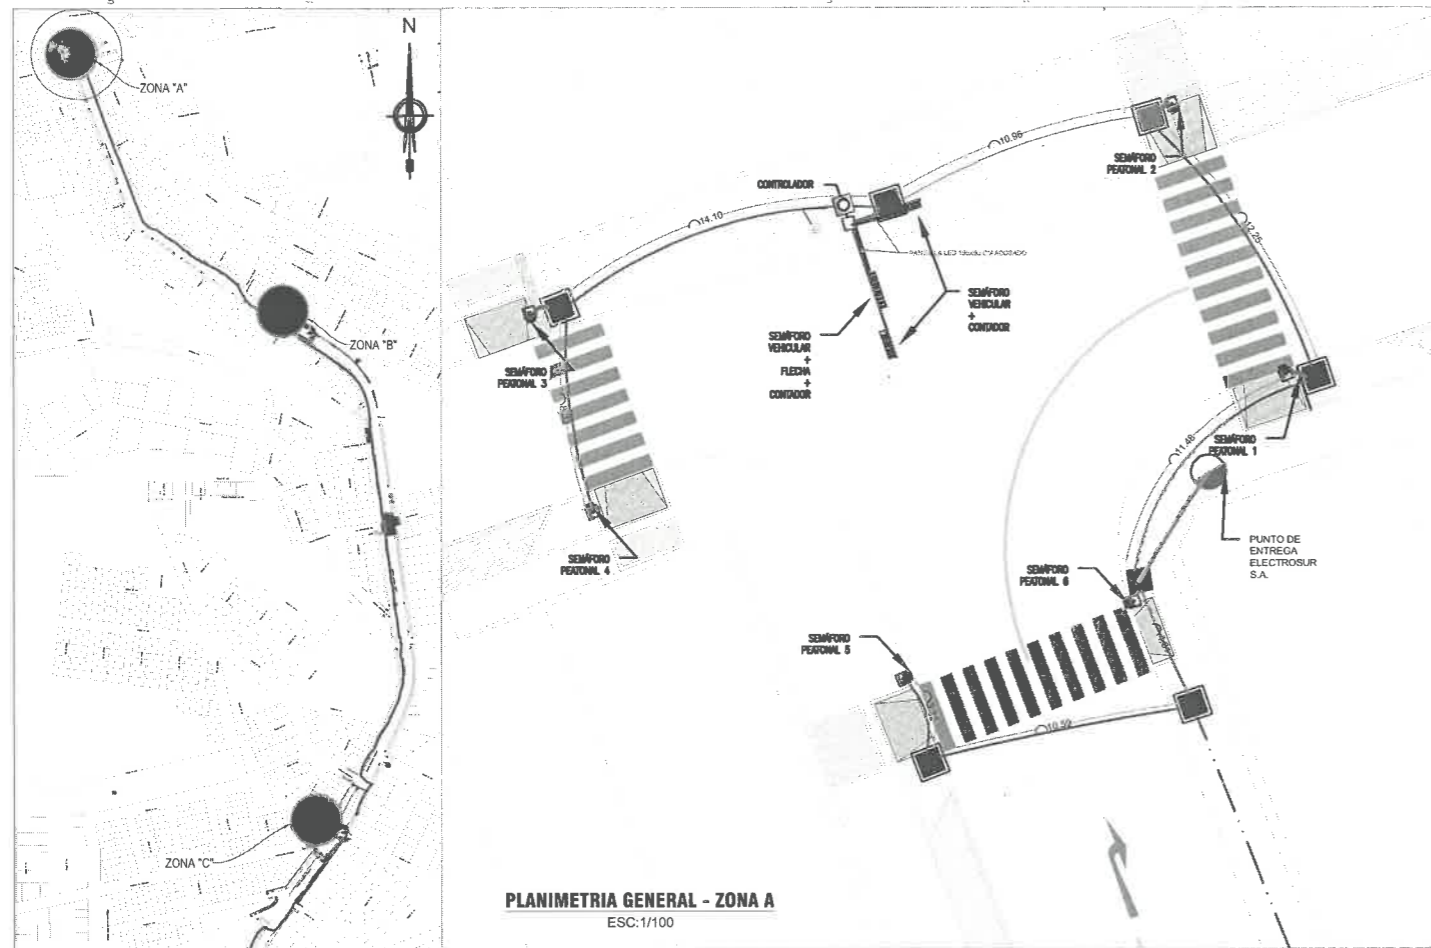 N
ZONA "A"
ZONA "B"
ZONA "C"
10.96
SEMÁFORO
PEATONAL 2
CONTROLADOR
14.10
12.25
SEMÁFORO
VEHICULAR
+
CONTADOR
SEMÁFORO
VEHICULAR
+
FLECHA
+
CONTADOR
SEMÁFORO
PEATONAL 3
SEMÁFORO
PEATONAL 1
11.48
SEMÁFORO
PEATONAL 4
PUNTO DE
ENTREGA
ELECTROSUR
S.A.
SEMÁFORO
PEATONAL 6
SEMÁFORO
PEATONAL 5
10.59
PLANIMETRIA GENERAL - ZONA A
ESC:1/100